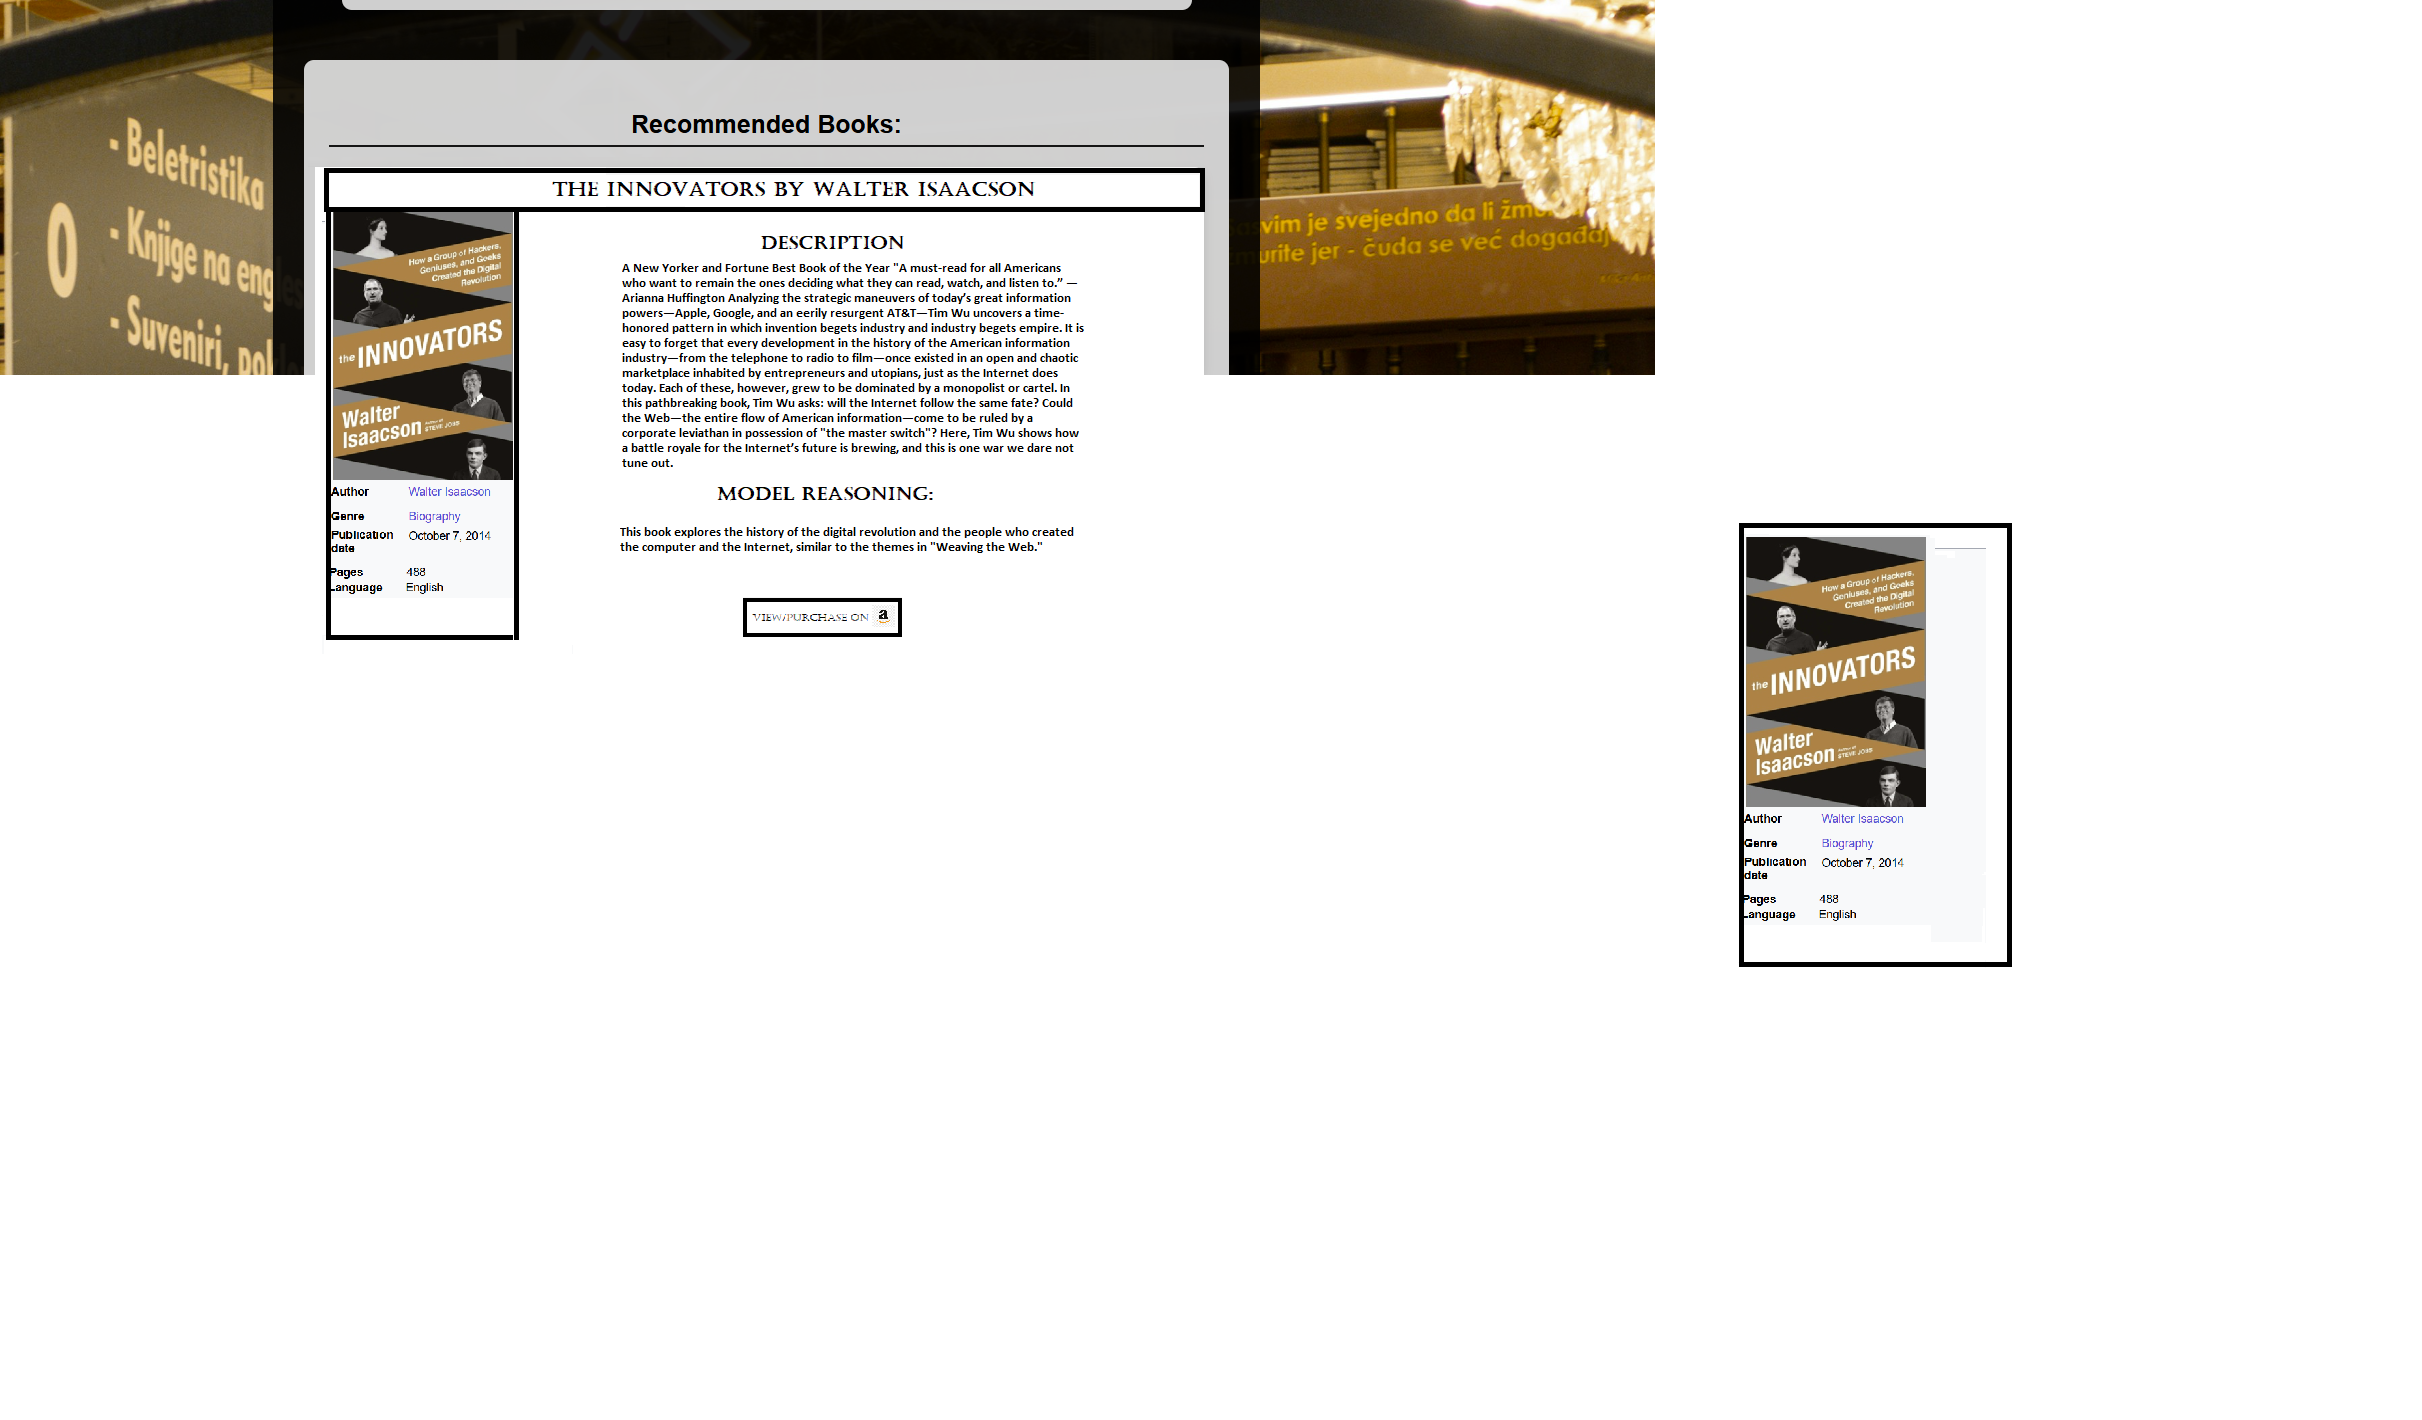 - Beletristika
- Knjige na eng
- Suveniri, pok
0
Recommended Books:
THE INNOVATORS BY WALTER ISAACSON
How a Group of Hackers,
Geniuses, and Geeks
Created the Digital
Revolution
the INNOVATORS
Walter
Isaacson
Author of
STEVE JOBS
Author Walter Isaacson
Genre Biography
Publication
date October 7, 2014
Pages 488
Language English
DESCRIPTION
A New Yorker and Fortune Best Book of the Year "A must-read for all Americans
who want to remain the ones deciding what they can read, watch, and listen to.” —
Arianna Huffington Analyzing the strategic maneuvers of today’s great information
powers—Apple, Google, and an eerily resurgent AT&T—Tim Wu uncovers a time-
honored pattern in which invention begets industry and industry begets empire. It is
easy to forget that every development in the history of the American information
industry—from the telephone to radio to film—once existed in an open and chaotic
marketplace inhabited by entrepreneurs and utopians, just as the Internet does
today. Each of these, however, grew to be dominated by a monopolist or cartel. In
this pathbreaking book, Tim Wu asks: will the Internet follow the same fate? Could
the Web—the entire flow of American information—come to be ruled by a
corporate leviathan in possession of "the master switch"? Here, Tim Wu shows how
a battle royale for the Internet’s future is brewing, and this is one war we dare not
tune out.
MODEL REASONING:
This book explores the history of the digital revolution and the people who created
the computer and the Internet, similar to the themes in "Weaving the Web."
VIEW/PURCHASE ON a
sasvim je svejedno da li
žmurite jer - čuda se već događaj
How a Group of Hackers,
Geniuses, and Geeks
Created the Digital
Revolution
the INNOVATORS
Walter
Isaacson
Author of
STEVE JOBS
Author Walter Isaacson
Genre Biography
Publication
date October 7, 2014
Pages 488
Language English